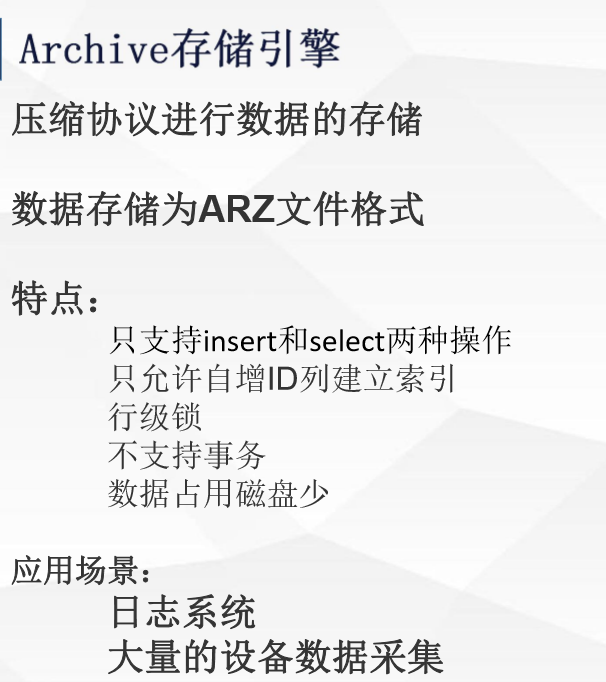 Archive存储引擎
压缩协议进行数据的存储
数据存储为ARZ文件格式
特点：
只支持insert和select两种操作
只允许自增ID列建立索引
行级锁
不支持事务
数据占用磁盘少
应用场景：
日志系统
大量的设备数据采集